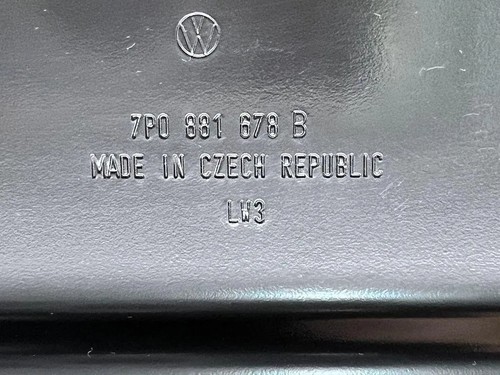 7P0 881 678 B
MADE IN CZECH REPUBLIC
LW3